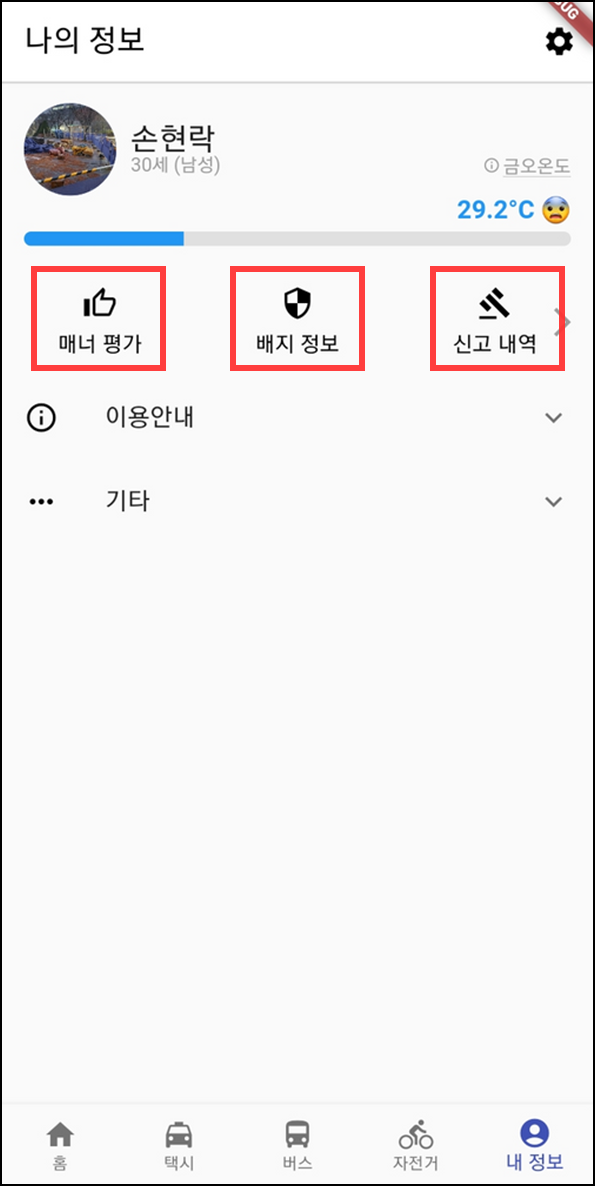 나의 정보
손현락
30세 (남성)
금오온도
29.2°C
매너 평가
배지 정보
신고 내역
이용안내
기타
홈
택시
버스
자전거
내 정보